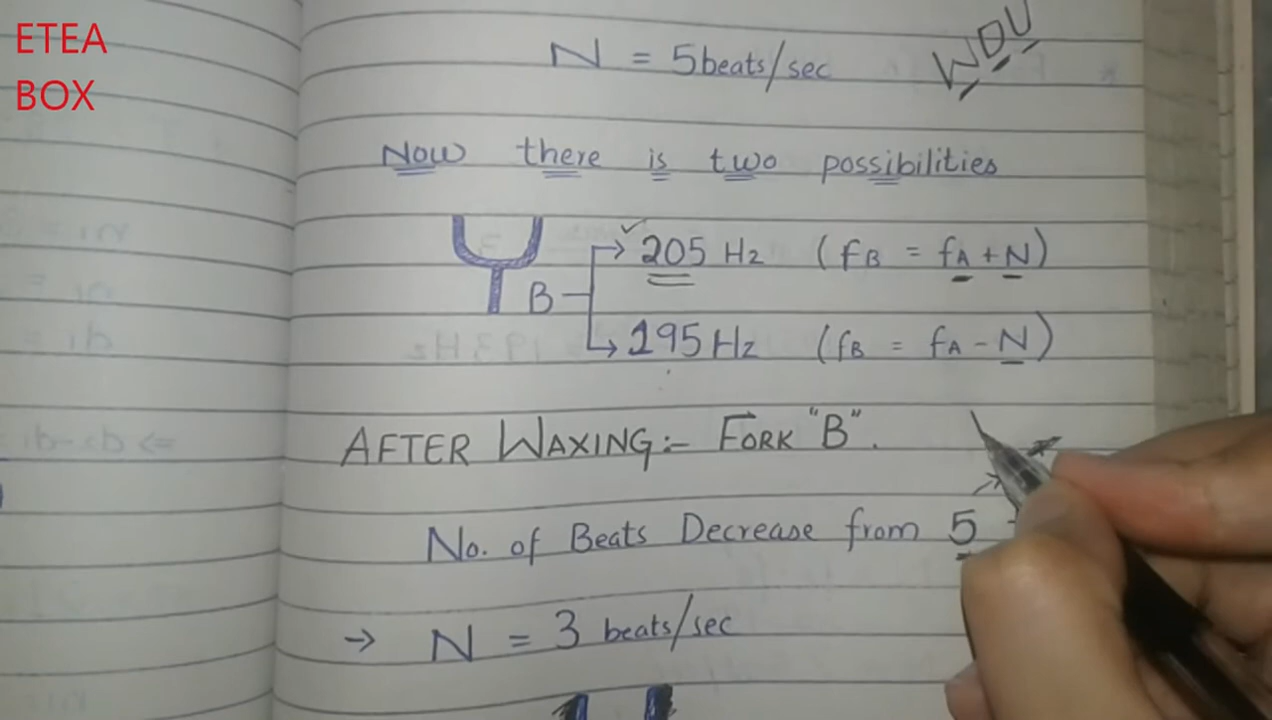 ETEA
BOX
N = 5beats/sec
WDU
Now there is two possibilities
205 Hz (fB = fA + N)
B
195 Hz (fB = fA - N)
AFTER WAXING:- FORK "B".
No. of Beats Decrease from 5
→ N = 3 beats/sec